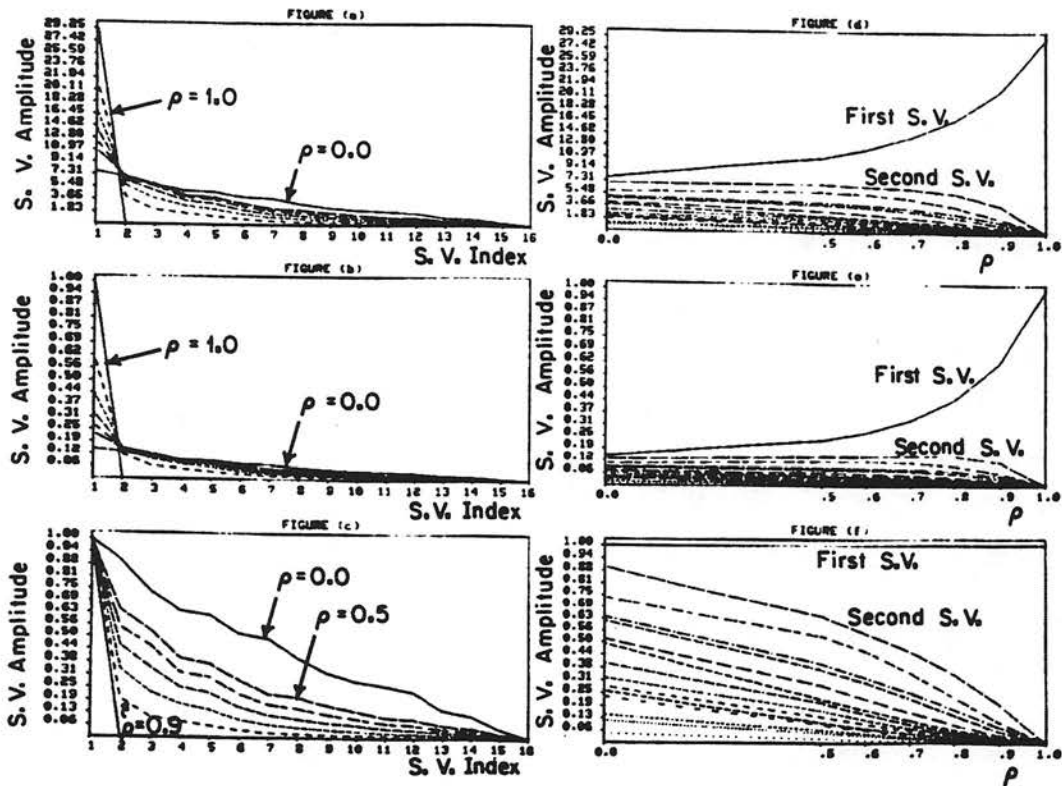 FIGURE (a)
S. V. Amplitude
29.25
27.42
25.59
23.76
21.94
20.11
18.28
16.45
14.62
12.80
10.97
9.14
7.31
5.48
3.66
1.83
ρ = 1.0
ρ = 0.0
1 2 3 4 5 6 7 8 9 10 11 12 13 14 15 16
S. V. Index
FIGURE (d)
S. V. Amplitude
29.25
27.42
25.59
23.76
21.94
20.11
18.28
16.45
14.62
12.80
10.97
9.14
7.31
5.48
3.66
1.83
First S. V.
Second S. V.
0.0 .5 .6 .7 .8 .9 1.0
ρ
FIGURE (b)
S. V. Amplitude
1.00
0.94
0.87
0.81
0.75
0.69
0.62
0.56
0.50
0.44
0.37
0.31
0.25
0.19
0.12
0.06
ρ = 1.0
ρ = 0.0
1 2 3 4 5 6 7 8 9 10 11 12 13 14 15 16
S. V. Index
FIGURE (e)
S. V. Amplitude
1.00
0.94
0.87
0.81
0.75
0.69
0.62
0.56
0.50
0.44
0.37
0.31
0.25
0.19
0.12
0.06
First S. V.
Second S. V.
0.0 .5 .6 .7 .8 .9 1.0
ρ
FIGURE (c)
S. V. Amplitude
1.00
0.94
0.88
0.81
0.75
0.69
0.63
0.56
0.50
0.44
0.38
0.31
0.25
0.19
0.13
0.06
ρ = 0.0
ρ = 0.5
ρ = 0.9
1 2 3 4 5 6 7 8 9 10 11 12 13 14 15 16
S. V. Index
FIGURE (f)
S. V. Amplitude
1.00
0.94
0.88
0.81
0.75
0.69
0.63
0.56
0.50
0.44
0.38
0.31
0.25
0.19
0.13
0.06
First S. V.
Second S. V.
0.0 .5 .6 .7 .8 .9 1.0
ρ